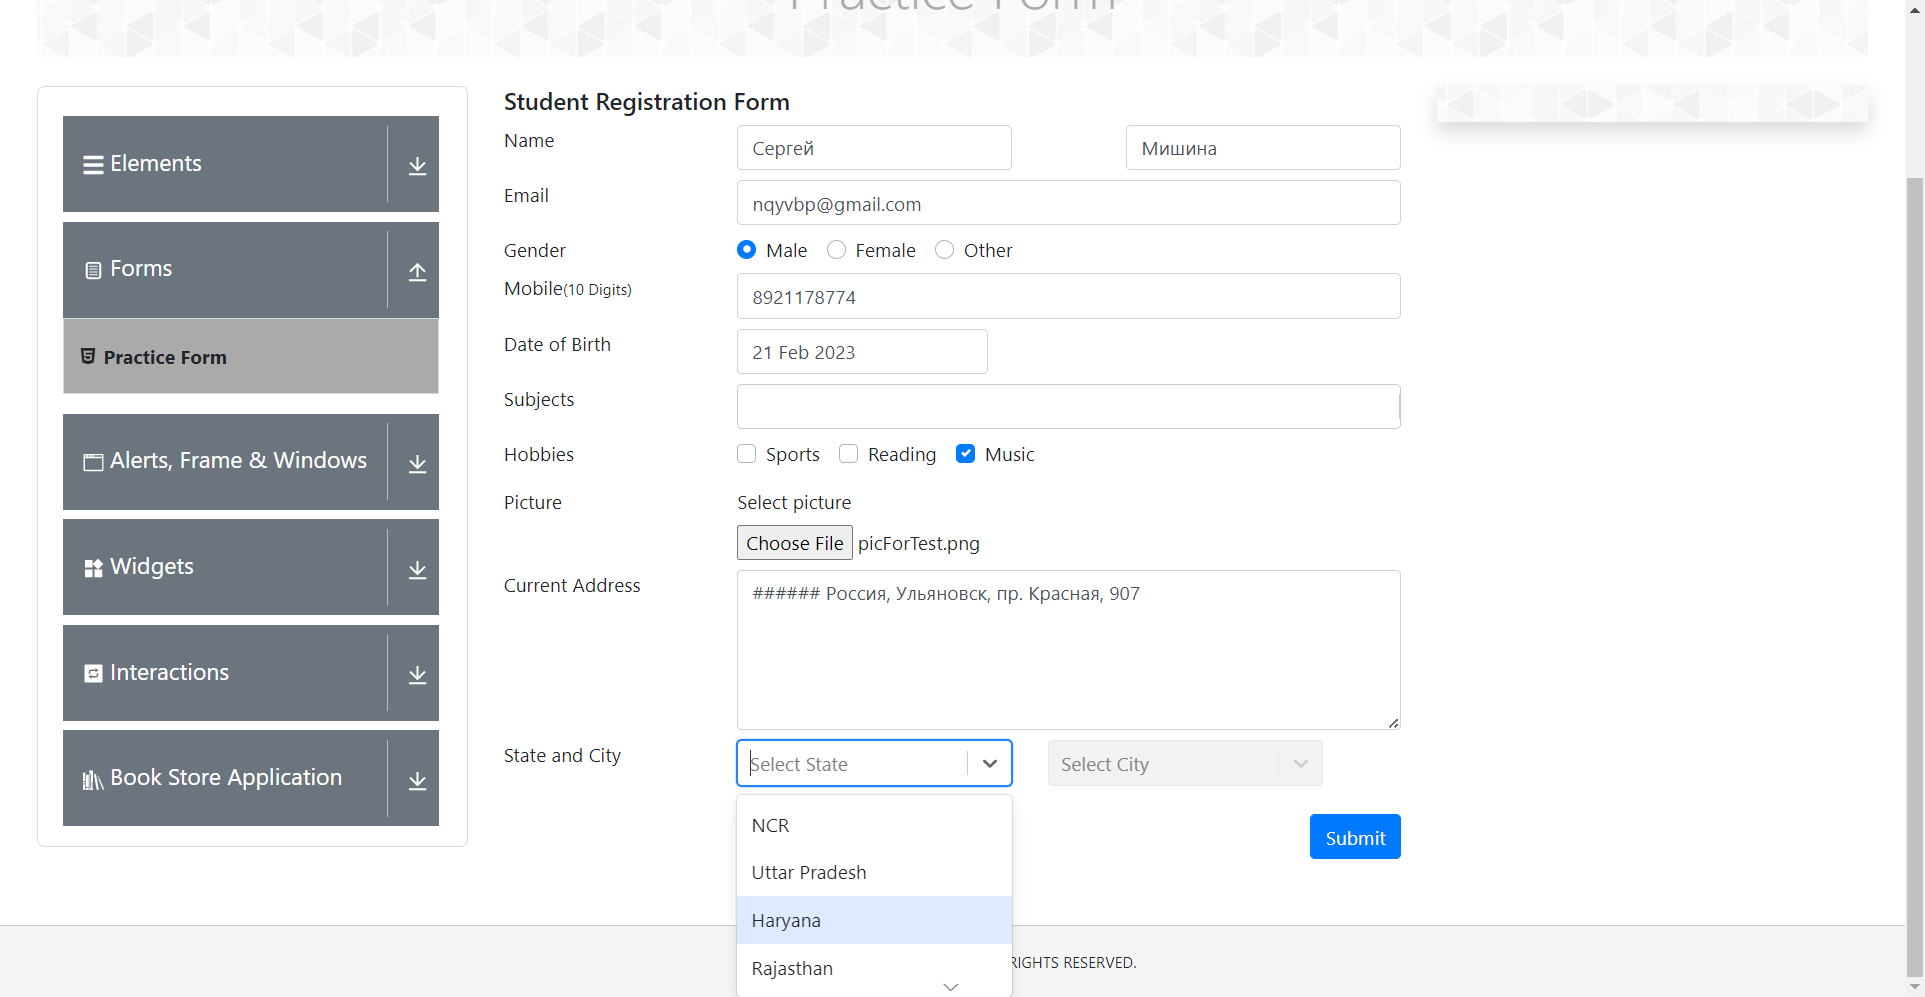 Practice Form
Elements
Forms
Practice Form
Alerts, Frame & Windows
Widgets
Interactions
Book Store Application
Student Registration Form
Name
Сергей
Мишина
Email
nqyvbp@gmail.com
Gender
Male
Female
Other
Mobile(10 Digits)
8921178774
Date of Birth
21 Feb 2023
Subjects
Hobbies
Sports
Reading
Music
Picture
Select picture
Choose File picForTest.png
Current Address
###### Россия, Ульяновск, пр. Красная, 907
State and City
Select State
Select City
NCR
Uttar Pradesh
Haryana
Rajasthan
Submit
RIGHTS RESERVED.